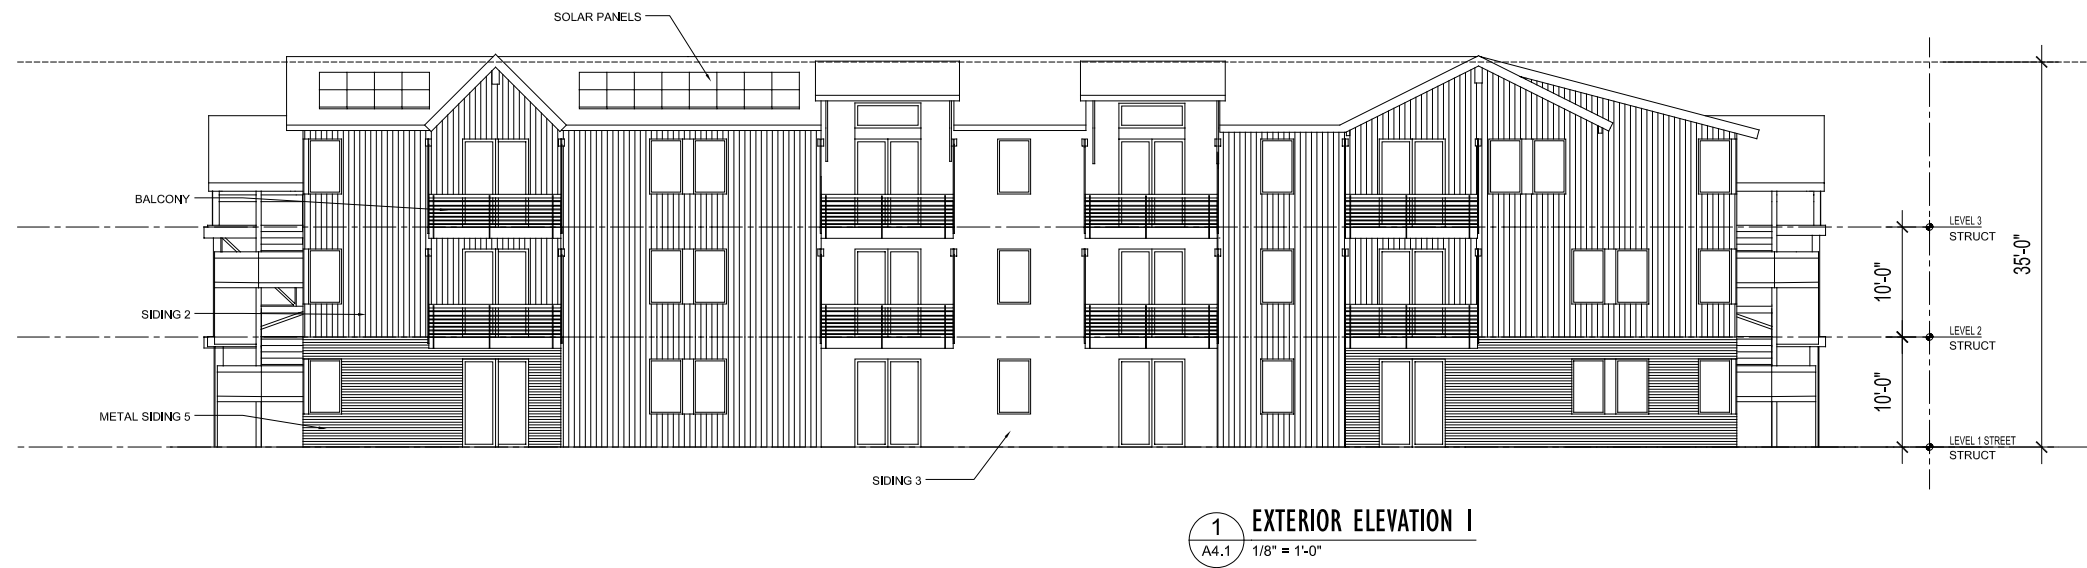 SOLAR PANELS
BALCONY
LEVEL 3
STRUCT
35'-0"
10'-0"
SIDING 2
LEVEL 2
STRUCT
10'-0"
METAL SIDING 5
LEVEL 1 STREET
STRUCT
SIDING 3
1
EXTERIOR ELEVATION 1
A4.1
1/8" = 1'-0"